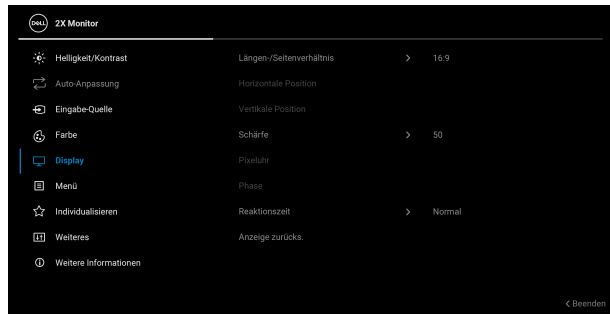 DELL 2X Monitor
Helligkeit/Kontrast Längen-/Seitenverhältnis > 16:9
Auto-Anpassung Horizontale Position
Eingabe-Quelle Vertikale Position
Farbe Schärfe > 50
Display Pixeluhr
Menü Phase
Individualisieren Reaktionszeit > Normal
Weiteres Anzeige zurücks.
Weitere Informationen
< Beenden